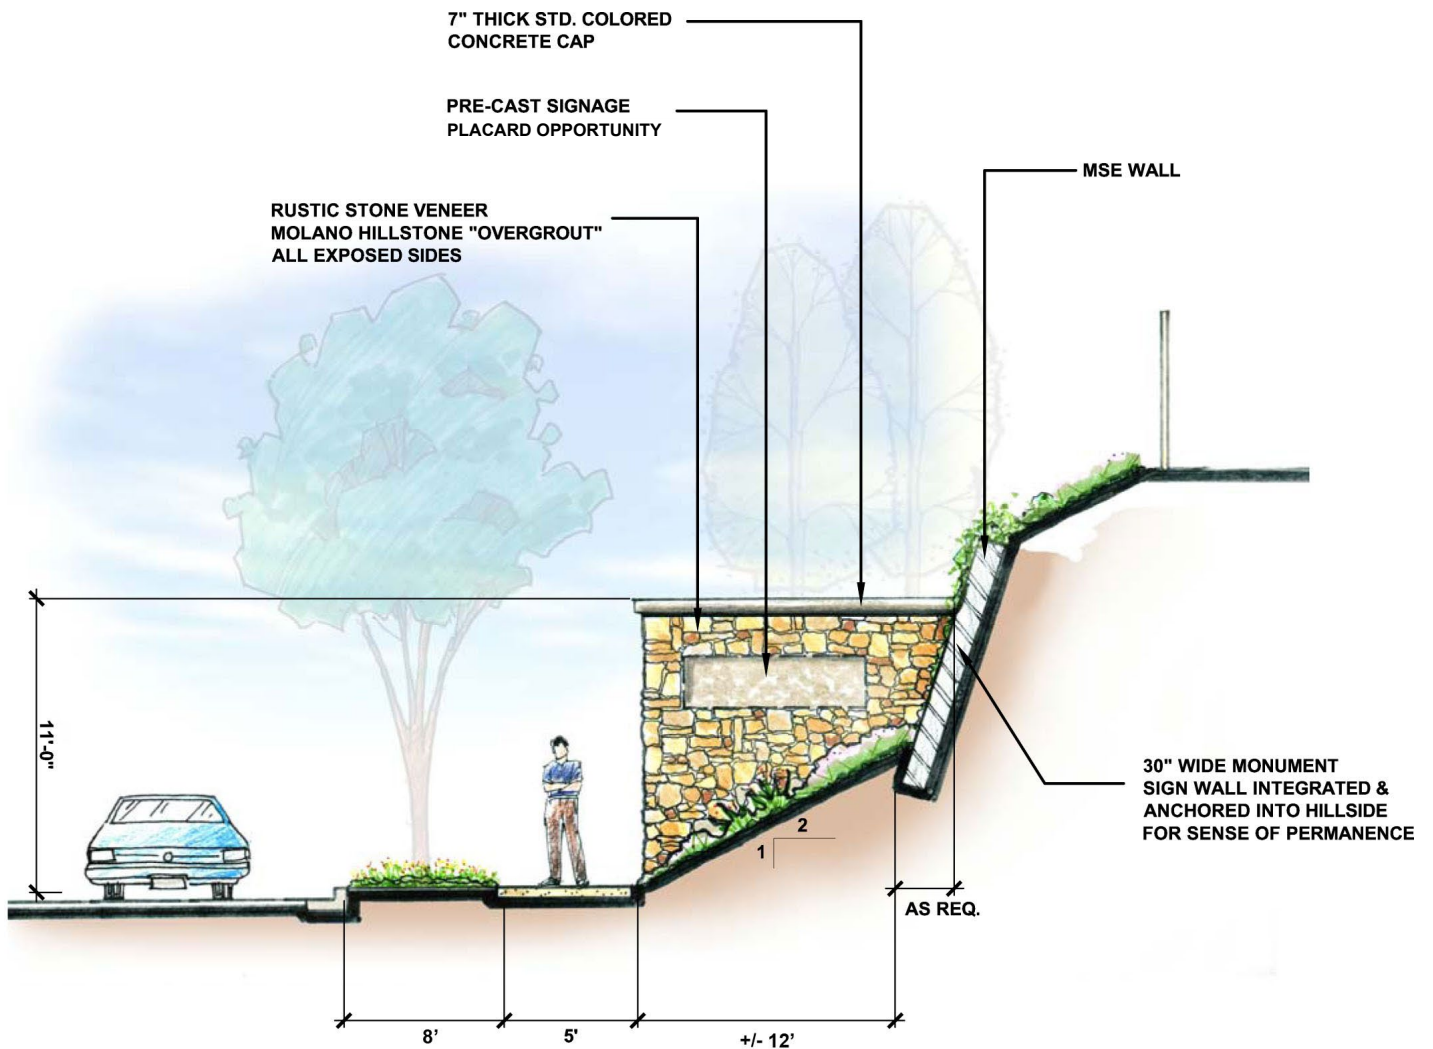 7" THICK STD. COLORED
CONCRETE CAP
PRE-CAST SIGNAGE
PLACARD OPPORTUNITY
MSE WALL
RUSTIC STONE VENEER
MOLANO HILLSTONE "OVERGROUT"
ALL EXPOSED SIDES
11'-0"
30" WIDE MONUMENT
SIGN WALL INTEGRATED &
ANCHORED INTO HILLSIDE
FOR SENSE OF PERMANENCE
2
1
AS REQ.
8’
5'
+/- 12’